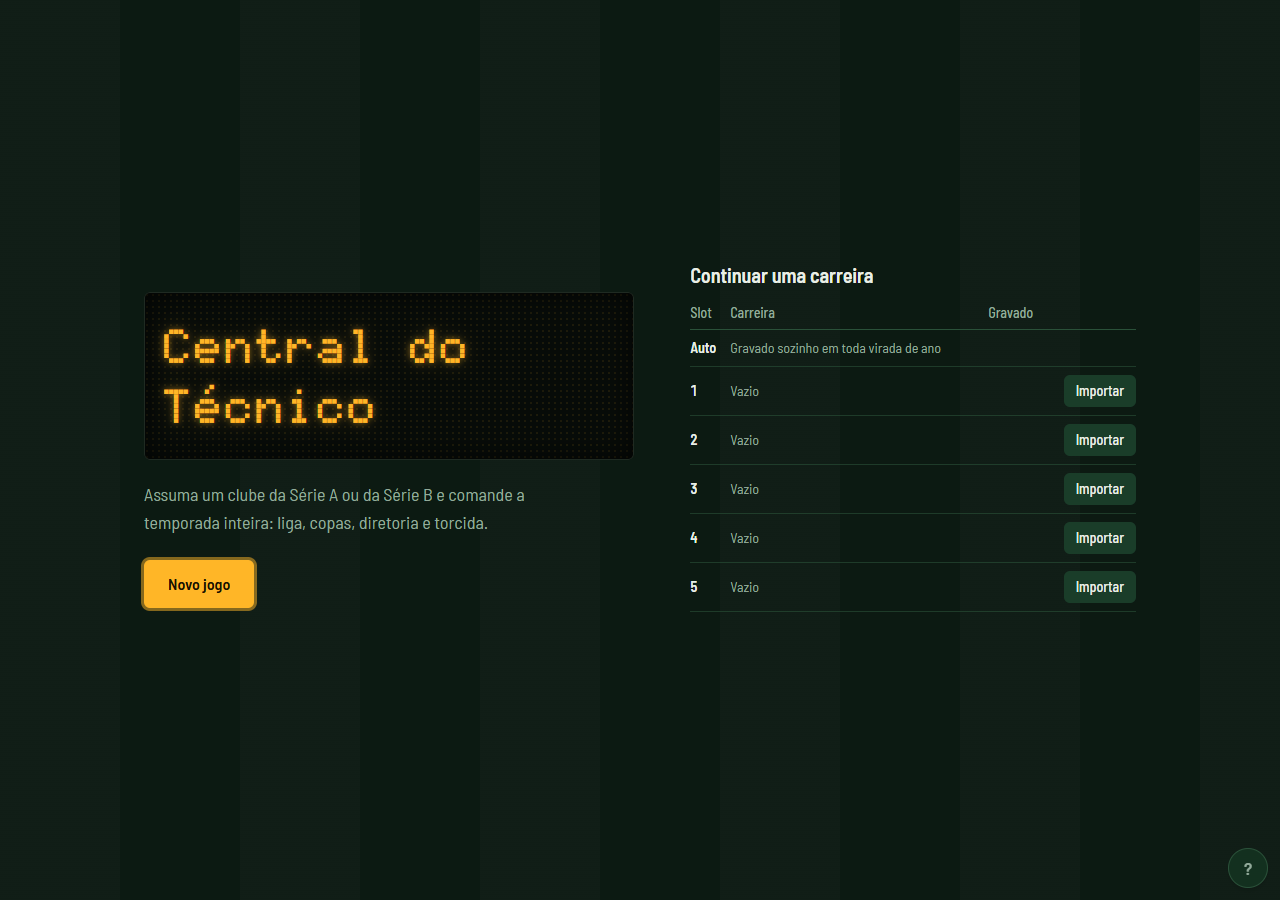 Central do
Técnico
Assuma um clube da Série A ou da Série B e comande a
temporada inteira: liga, copas, diretoria e torcida.
Novo jogo
Continuar uma carreira
Slot Carreira Gravado
Auto Gravado sozinho em toda virada de ano
1 Vazio Importar
2 Vazio Importar
3 Vazio Importar
4 Vazio Importar
5 Vazio Importar
?